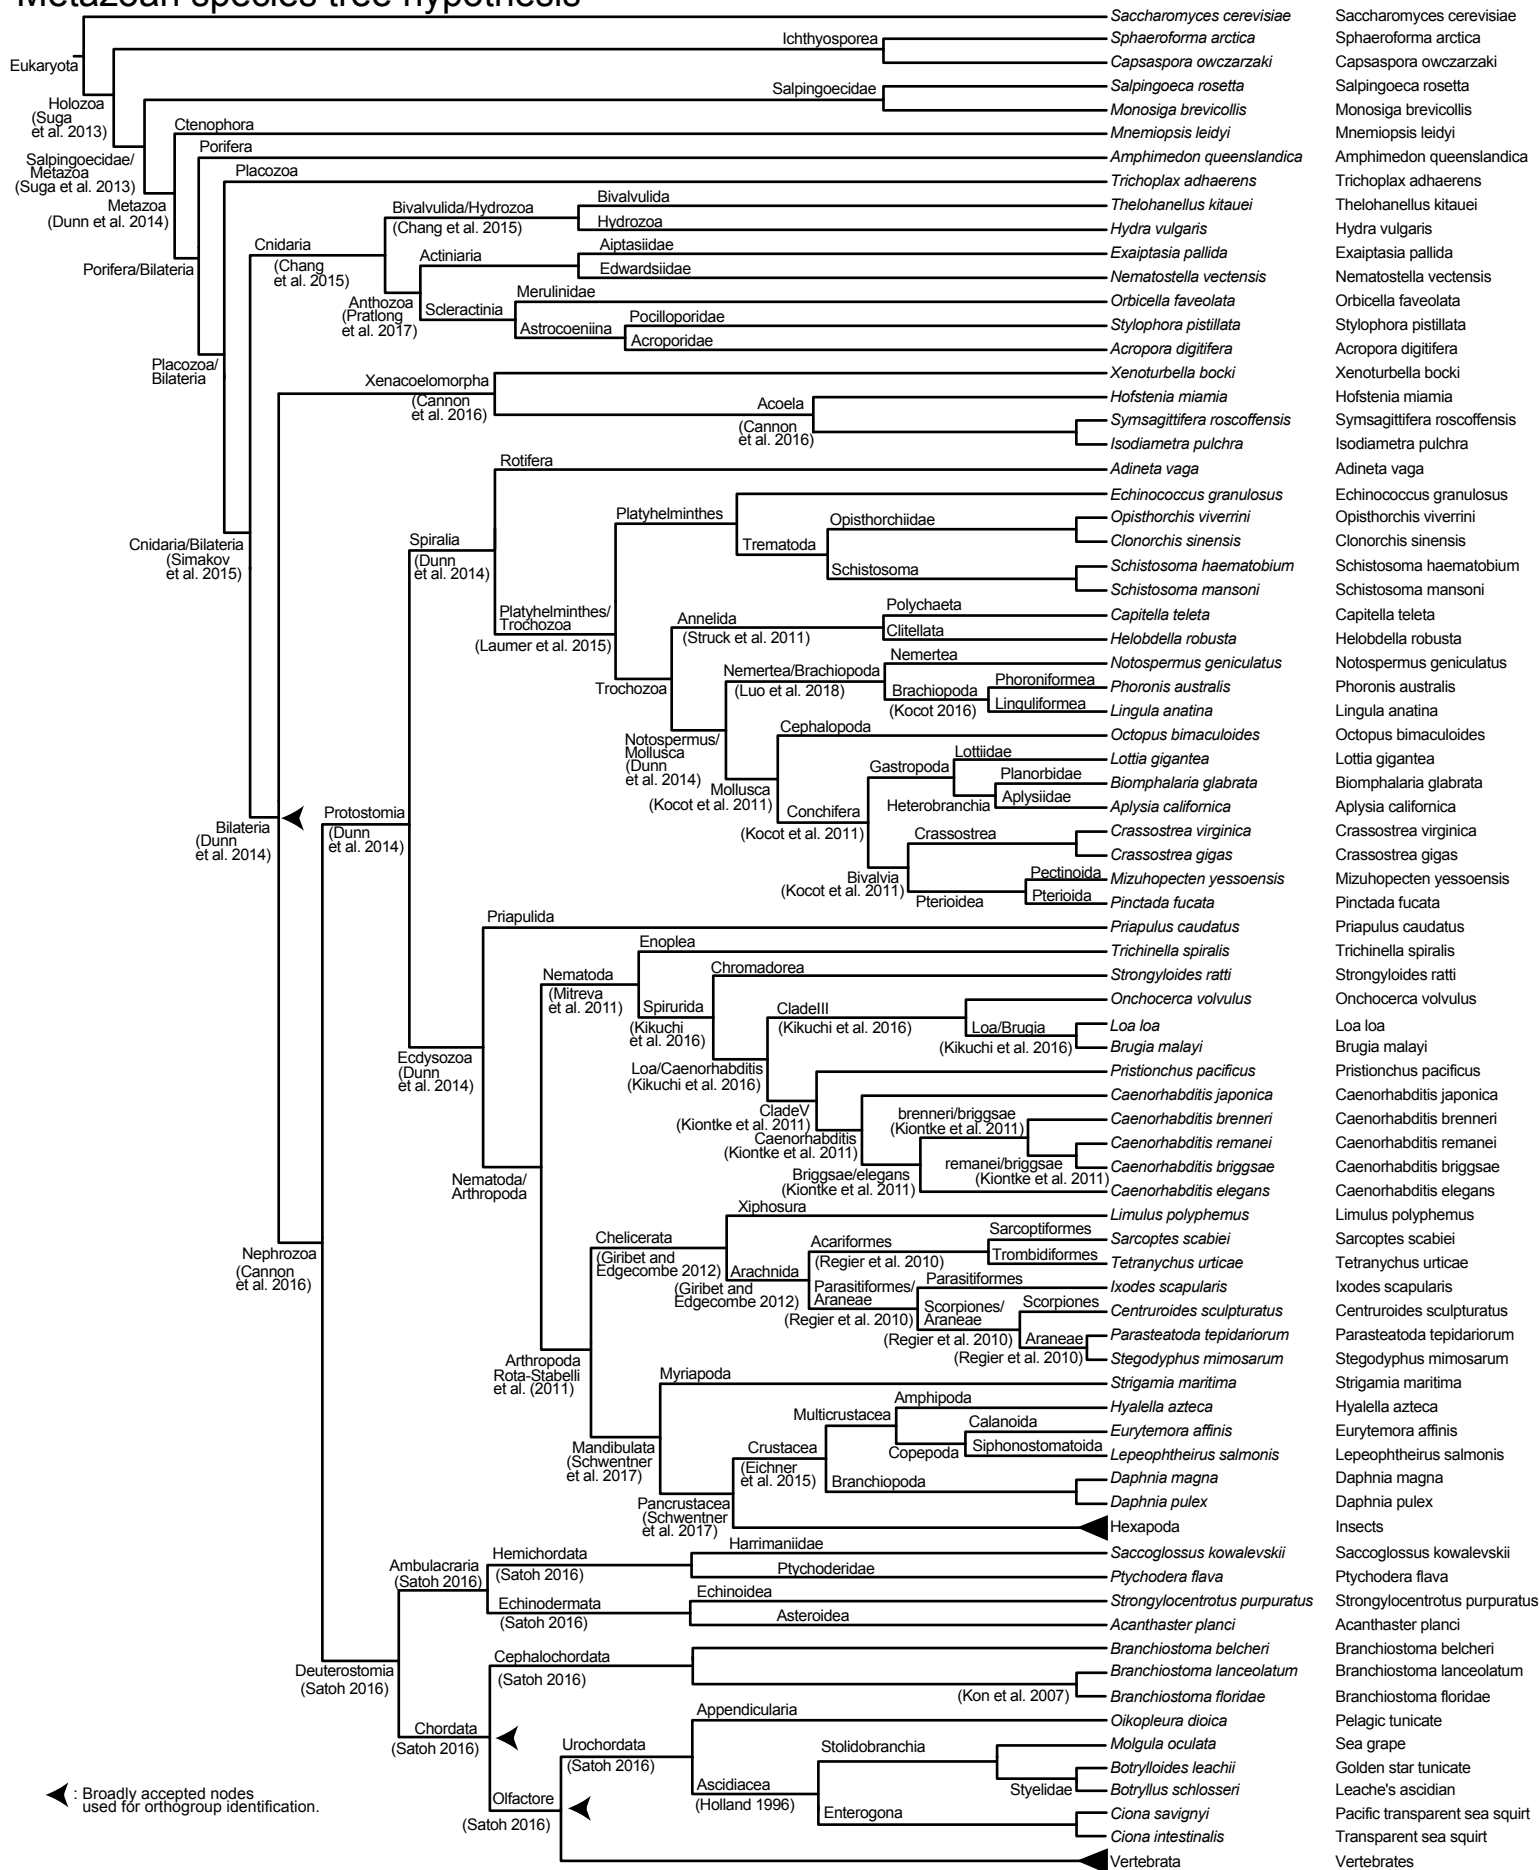 Metazoan species tree hypothesis
Saccharomyces cerevisiae Saccharomyces cerevisiae
Ichthyosporea Sphaeroforma arctica Sphaeroforma arctica
Eukaryota Capsaspora owczarzaki Capsaspora owczarzaki
Salpingoecidae Salpingoeca rosetta Salpingoeca rosetta
Holozoa Monosiga brevicollis Monosiga brevicollis
(Suga
et al. 2013)
Ctenophora Mnemiopsis leidyi Mnemiopsis leidyi
Porifera Amphimedon queenslandica Amphimedon queenslandica
Salpingoecidae/
Metazoa
(Suga et al. 2013)
Placozoa Trichoplax adhaerens Trichoplax adhaerens
Metazoa
(Dunn et al. 2014)
Bivalvulida/Hydrozoa Bivalvulida Thelohanellus kitauei Thelohanellus kitauei
(Chang et al. 2015) Hydrozoa Hydra vulgaris Hydra vulgaris
Cnidaria
(Chang
et al. 2015)
Actiniaria Aiptasiidae Exaiptasia pallida Exaiptasia pallida
Porifera/Bilateria Edwardsiidae Nematostella vectensis Nematostella vectensis
Anthozoa
(Pratlong
et al. 2017)
Scleractinia Merulinidae Orbicella faveolata Orbicella faveolata
Astrocoeniina Pocilloporidae Stylophora pistillata Stylophora pistillata
Acroporidae Acropora digitifera Acropora digitifera
Placozoa/
Bilateria
Xenacoelomorpha Xenoturbella bocki Xenoturbella bocki
(Cannon
et al. 2016)
Acoela Hofstenia miamia Hofstenia miamia
(Cannon
et al. 2016)
Symsagittifera roscoffensis Symsagittifera roscoffensis
Isodiametra pulchra Isodiametra pulchra
Rotifera Adineta vaga Adineta vaga
Platyhelminthes Echinococcus granulosus Echinococcus granulosus
Opisthorchiidae Opisthorchis viverrini Opisthorchis viverrini
Cnidaria/Bilateria
(Simakov
et al. 2015)
Spiralia
(Dunn
et al. 2014)
Trematoda Clonorchis sinensis Clonorchis sinensis
Schistosoma Schistosoma haematobium Schistosoma haematobium
Schistosoma mansoni Schistosoma mansoni
Platyhelminthes/
Trochozoa
(Laumer et al. 2015)
Annelida Polychaeta Capitella teleta Capitella teleta
(Struck et al. 2011) Clitellata Helobdella robusta Helobdella robusta
Nemertea/Brachiopoda Nemertea Notospermus geniculatus Notospermus geniculatus
Trochozoa (Luo et al. 2018) Brachiopoda Phoroniformea Phoronis australis Phoronis australis
(Kocot 2016) Linguliformea Lingula anatina Lingula anatina
Notospermus/
Mollusca
(Dunn
et al. 2014)
Cephalopoda Octopus bimaculoides Octopus bimaculoides
Gastropoda Lottiidae Lottia gigantea Lottia gigantea
Mollusca
(Kocot et al. 2011)
Planorbidae Biomphalaria glabrata Biomphalaria glabrata
Heterobranchia Aplysiidae Aplysia californica Aplysia californica
Conchifera
(Kocot et al. 2011)
Crassostrea Crassostrea virginica Crassostrea virginica
Crassostrea gigas Crassostrea gigas
Protostomia
(Dunn
et al. 2014)
Bilateria
(Dunn
et al. 2014)
Bivalvia
(Kocot et al. 2011)
Pectinoida Mizuhopecten yessoensis Mizuhopecten yessoensis
Pterioidea Pterioida Pinctada fucata Pinctada fucata
Priapulida Priapulus caudatus Priapulus caudatus
Enoplea Trichinella spiralis Trichinella spiralis
Nematoda
(Mitreva
et al. 2011)
Chromadorea Strongyloides ratti Strongyloides ratti
Spirurida
(Kikuchi
et al. 2016)
CladeIII Onchocerca volvulus Onchocerca volvulus
(Kikuchi et al. 2016) Loa/Brugia Loa loa Loa loa
(Kikuchi et al. 2016) Brugia malayi Brugia malayi
Ecdysozoa
(Dunn
et al. 2014)
Loa/Caenorhabditis
(Kikuchi et al. 2016)
Pristionchus pacificus Pristionchus pacificus
CladeV
(Kiontke et al. 2011)
Caenorhabditis japonica Caenorhabditis japonica
Caenorhabditis
(Kiontke et al. 2011)
brenneri/briggsae
(Kiontke et al. 2011)
Caenorhabditis brenneri Caenorhabditis brenneri
Caenorhabditis remanei Caenorhabditis remanei
Briggsae/elegans
(Kiontke et al. 2011)
remanei/briggsae
(Kiontke et al. 2011)
Caenorhabditis briggsae Caenorhabditis briggsae
Caenorhabditis elegans Caenorhabditis elegans
Nematoda/
Arthropoda
Xiphosura Limulus polyphemus Limulus polyphemus
Chelicerata
(Giribet and
Edgecombe 2012)
Acariformes
(Regier et al. 2010)
Sarcoptiformes Sarcoptes scabiei Sarcoptes scabiei
Trombidiformes Tetranychus urticae Tetranychus urticae
Nephrozoa
(Cannon
et al. 2016)
Arachnida
(Giribet and
Edgecombe 2012)
Parasitiformes/
Araneae
(Regier et al. 2010)
Parasitiformes Ixodes scapularis Ixodes scapularis
Scorpiones/
Araneae
(Regier et al. 2010)
Scorpiones Centruroides sculpturatus Centruroides sculpturatus
Araneae Parasteatoda tepidariorum Parasteatoda tepidariorum
(Regier et al. 2010) Stegodyphus mimosarum Stegodyphus mimosarum
Arthropoda
Rota-Stabelli
et al. (2011)
Myriapoda Strigamia maritima Strigamia maritima
Multicrustacea Amphipoda Hyalella azteca Hyalella azteca
Calanoida Eurytemora affinis Eurytemora affinis
Copepoda Siphonostomatoida Lepeophtheirus salmonis Lepeophtheirus salmonis
Mandibulata
(Schwentner
et al. 2017)
Crustacea
(Eichner
et al. 2015)
Branchiopoda Daphnia magna Daphnia magna
Daphnia pulex Daphnia pulex
Pancrustacea
(Schwentner
et al. 2017)
Hexapoda Insects
Ambulacraria
(Satoh 2016)
Hemichordata
(Satoh 2016)
Harrimaniidae Saccoglossus kowalevskii Saccoglossus kowalevskii
Ptychoderidae Ptychodera flava Ptychodera flava
Echinodermata
(Satoh 2016)
Echinoidea Strongylocentrotus purpuratus Strongylocentrotus purpuratus
Asteroidea Acanthaster planci Acanthaster planci
Deuterostomia
(Satoh 2016)
Cephalochordata
(Satoh 2016)
Branchiostoma belcheri Branchiostoma belcheri
Branchiostoma lanceolatum Branchiostoma lanceolatum
(Kon et al. 2007) Branchiostoma floridae Branchiostoma floridae
Chordata
(Satoh 2016)
Appendicularia Oikopleura dioica Pelagic tunicate
Urochordata
(Satoh 2016)
Stolidobranchia Molgula oculata Sea grape
Botrylloides leachii Golden star tunicate
Ascidiacea
(Holland 1996)
Styelidae Botryllus schlosseri Leache's ascidian
Olfactore
(Satoh 2016)
Enterogona Ciona savignyi Pacific transparent sea squirt
Ciona intestinalis Transparent sea squirt
Vertebrata Vertebrates
: Broadly accepted nodes
used for orthogroup identification.